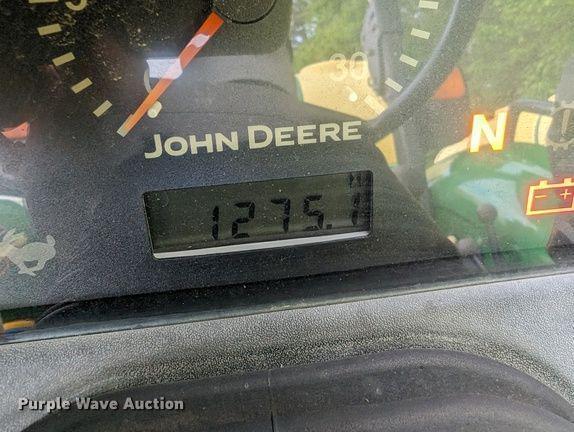 30
JOHN DEERE
N
H
1275.1
- +
Purple Wave Auction